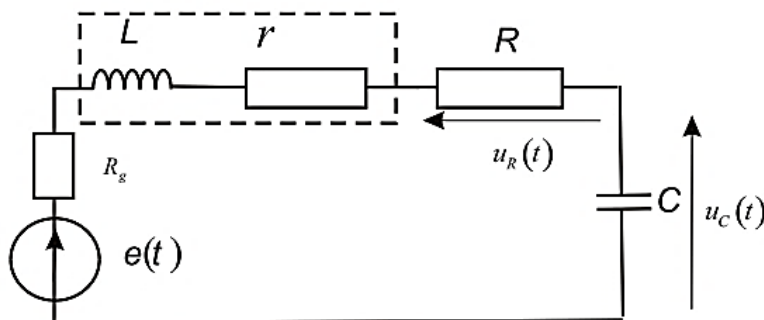 L
r
R
R_g
u_R(t)
C
u_C(t)
e(t)